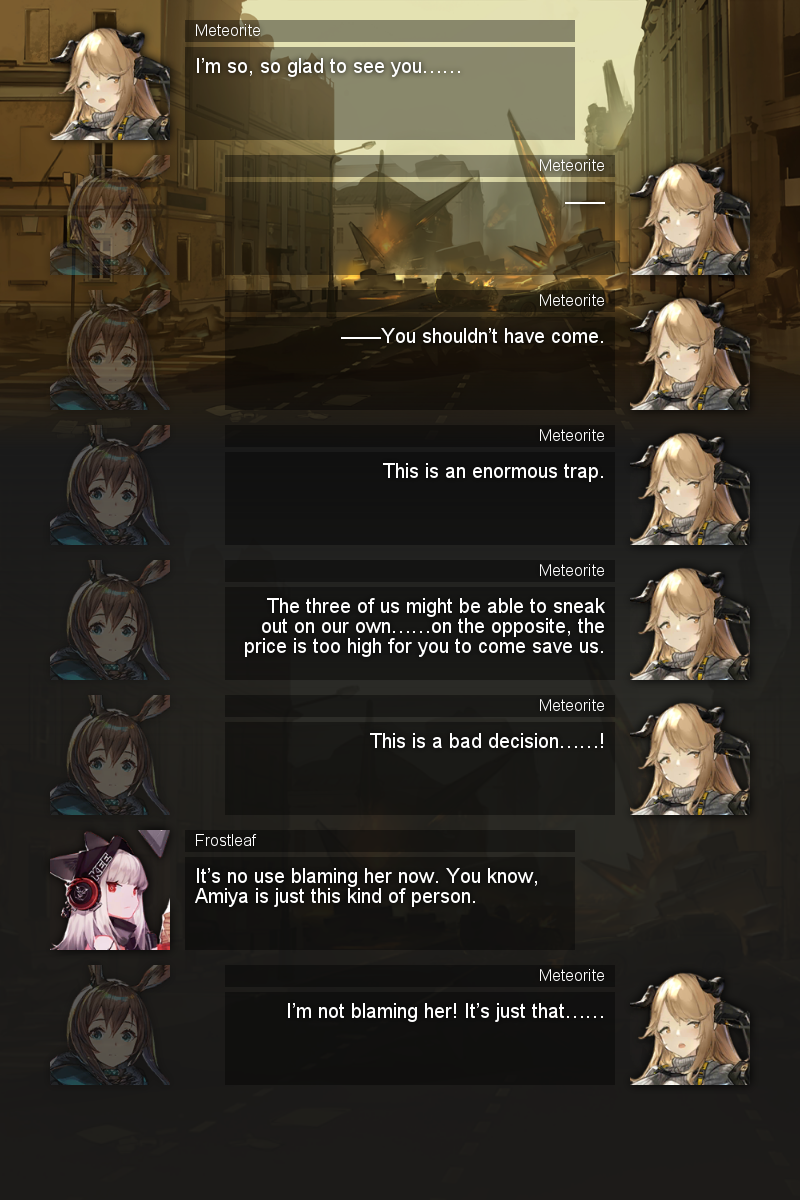 Meteorite
I'm so, so glad to see you......
Meteorite
——
Meteorite
——You shouldn't have come.
Meteorite
This is an enormous trap.
Meteorite
The three of us might be able to sneak
out on our own......on the opposite, the
price is too high for you to come save us.
Meteorite
This is a bad decision......!
Frostleaf
It's no use blaming her now. You know,
Amiya is just this kind of person.
Meteorite
I'm not blaming her! It's just that......